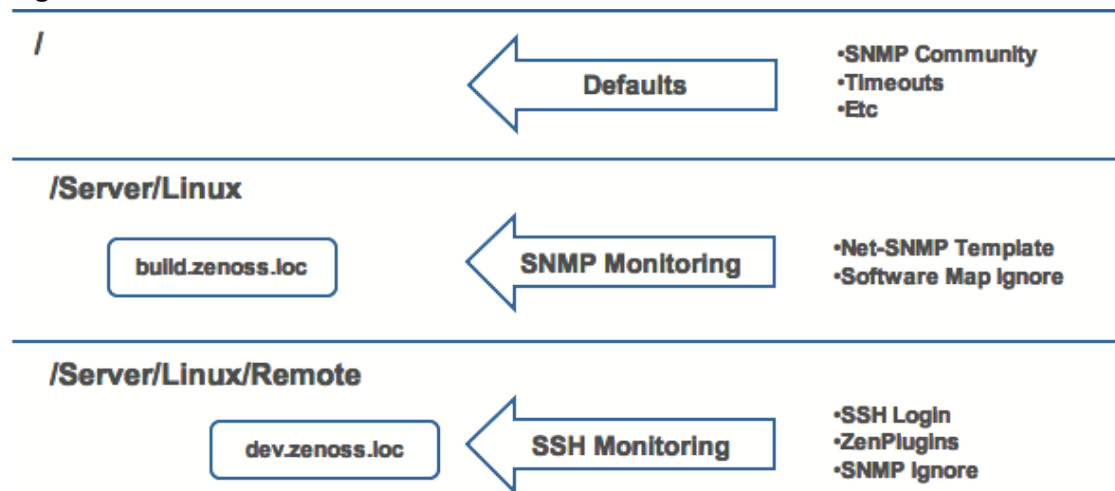 /
Defaults
•SNMP Community
•Timeouts
•Etc
/Server/Linux
build.zenoss.loc
SNMP Monitoring
•Net-SNMP Template
•Software Map Ignore
/Server/Linux/Remote
dev.zenoss.loc
SSH Monitoring
•SSH Login
•ZenPlugins
•SNMP Ignore